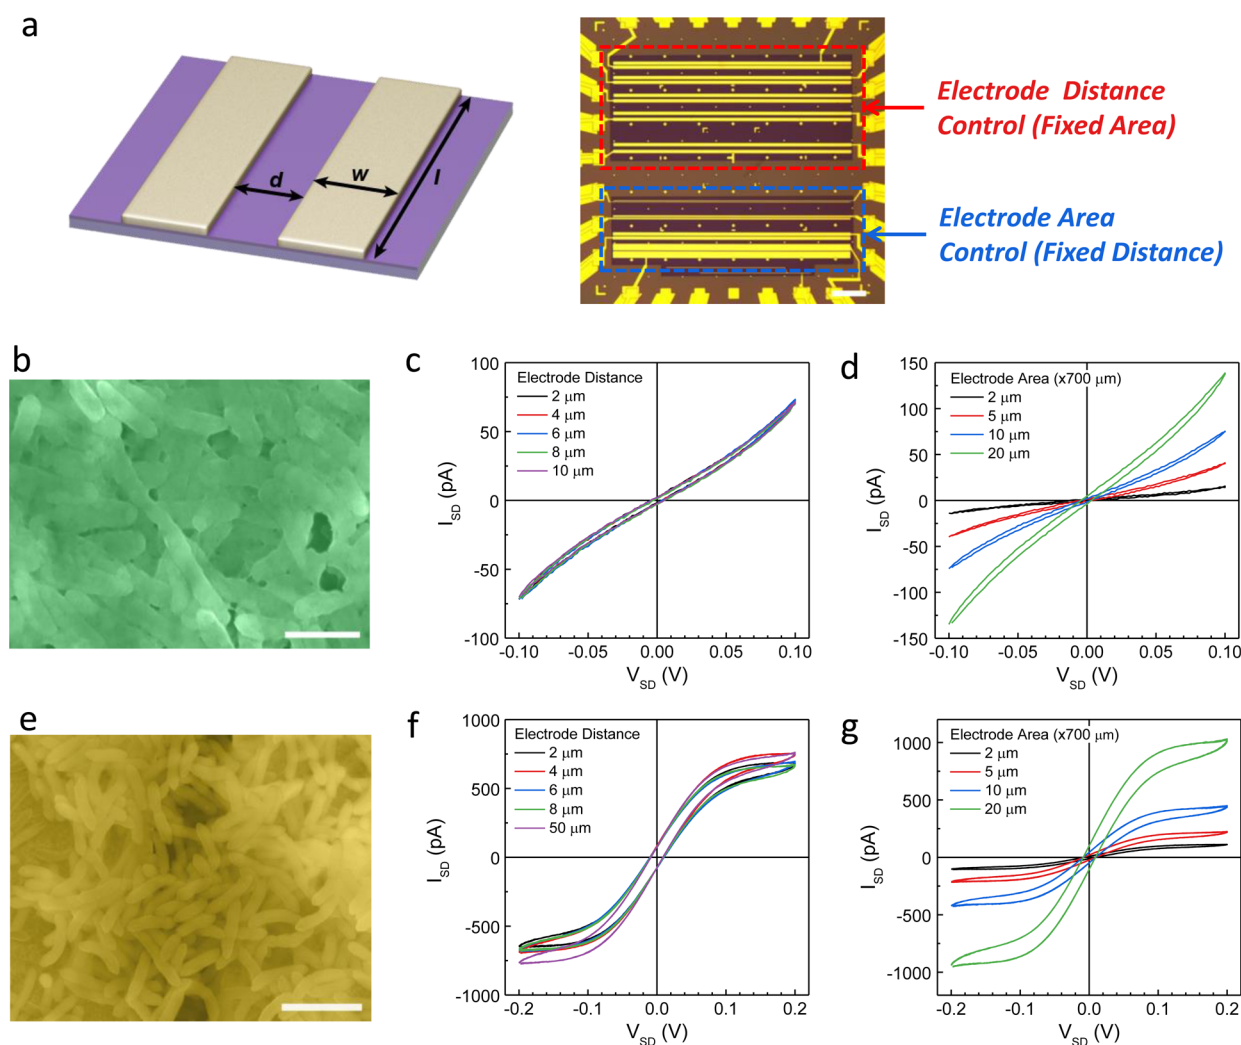 a
d
w
l
Electrode Distance
Control (Fixed Area)
Electrode Area
Control (Fixed Distance)
b
c
100
50
0
-50
-100
I_SD (pA)
Electrode Distance
2 μm
4 μm
6 μm
8 μm
10 μm
-0.10
-0.05
0.00
0.05
0.10
V_SD (V)
d
150
125
100
75
50
25
0
-25
-50
-75
-100
-125
-150
I_SD (pA)
Electrode Area (x700 μm)
2 μm
5 μm
10 μm
20 μm
-0.10
-0.05
0.00
0.05
0.10
V_SD (V)
e
f
1000
500
0
-500
-1000
I_SD (pA)
Electrode Distance
2 μm
4 μm
6 μm
8 μm
50 μm
-0.2
-0.1
0.0
0.1
0.2
V_SD (V)
g
1000
500
0
-500
-1000
I_SD (pA)
Electrode Area (x700 μm)
2 μm
5 μm
10 μm
20 μm
-0.2
-0.1
0.0
0.1
0.2
V_SD (V)